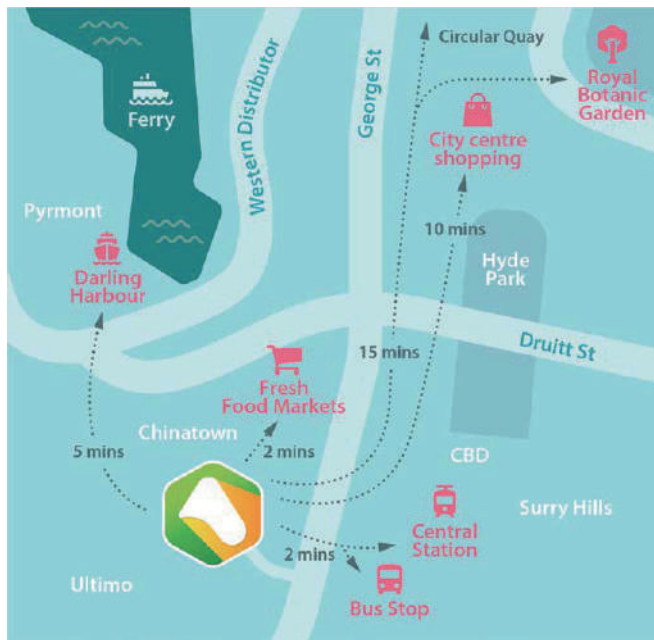 Circular Quay
Royal
Botanic
Garden
Western Distributor
George St
Ferry
City centre
shopping
Pyrmont
10 mins
Darling
Harbour
Hyde
Park
Druitt St
15 mins
Fresh
Food Markets
Chinatown
5 mins
2 mins
CBD
Surry Hills
Central
Station
2 mins
Ultimo
Bus Stop